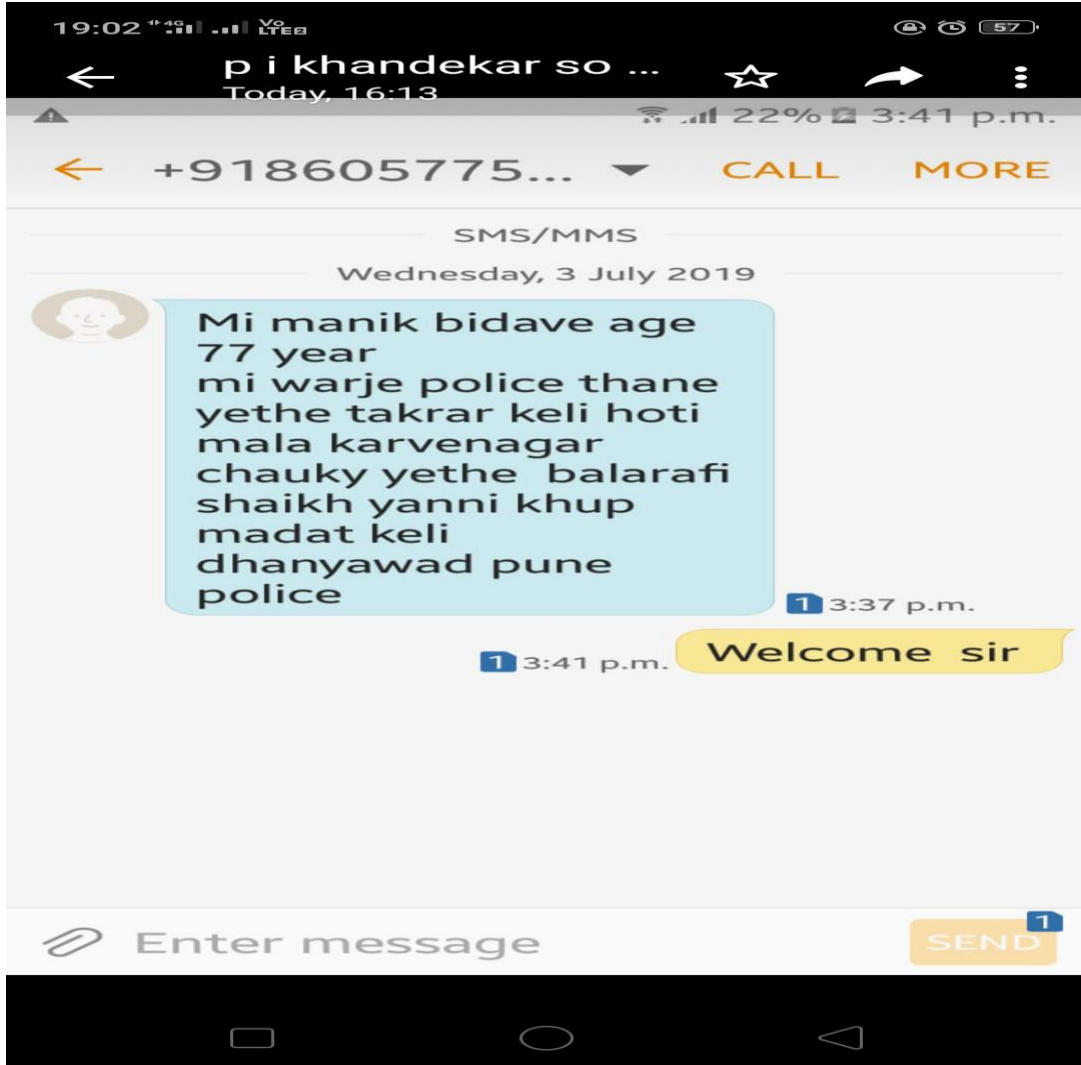 19:02 4G VoLTE2 57
p i khandekar so ...
Today, 16:13
22% 3:41 p.m.
+918605775... CALL MORE
SMS/MMS
Wednesday, 3 July 2019
Mi manik bidave age
77 year
mi warje police thane
yethe takrar keli hoti
mala karvenagar
chauky yethe balarafi
shaikh yanni khup
madat keli
dhanyawad pune
police
1 3:37 p.m.
Welcome sir
1 3:41 p.m.
Enter message
SEND 1